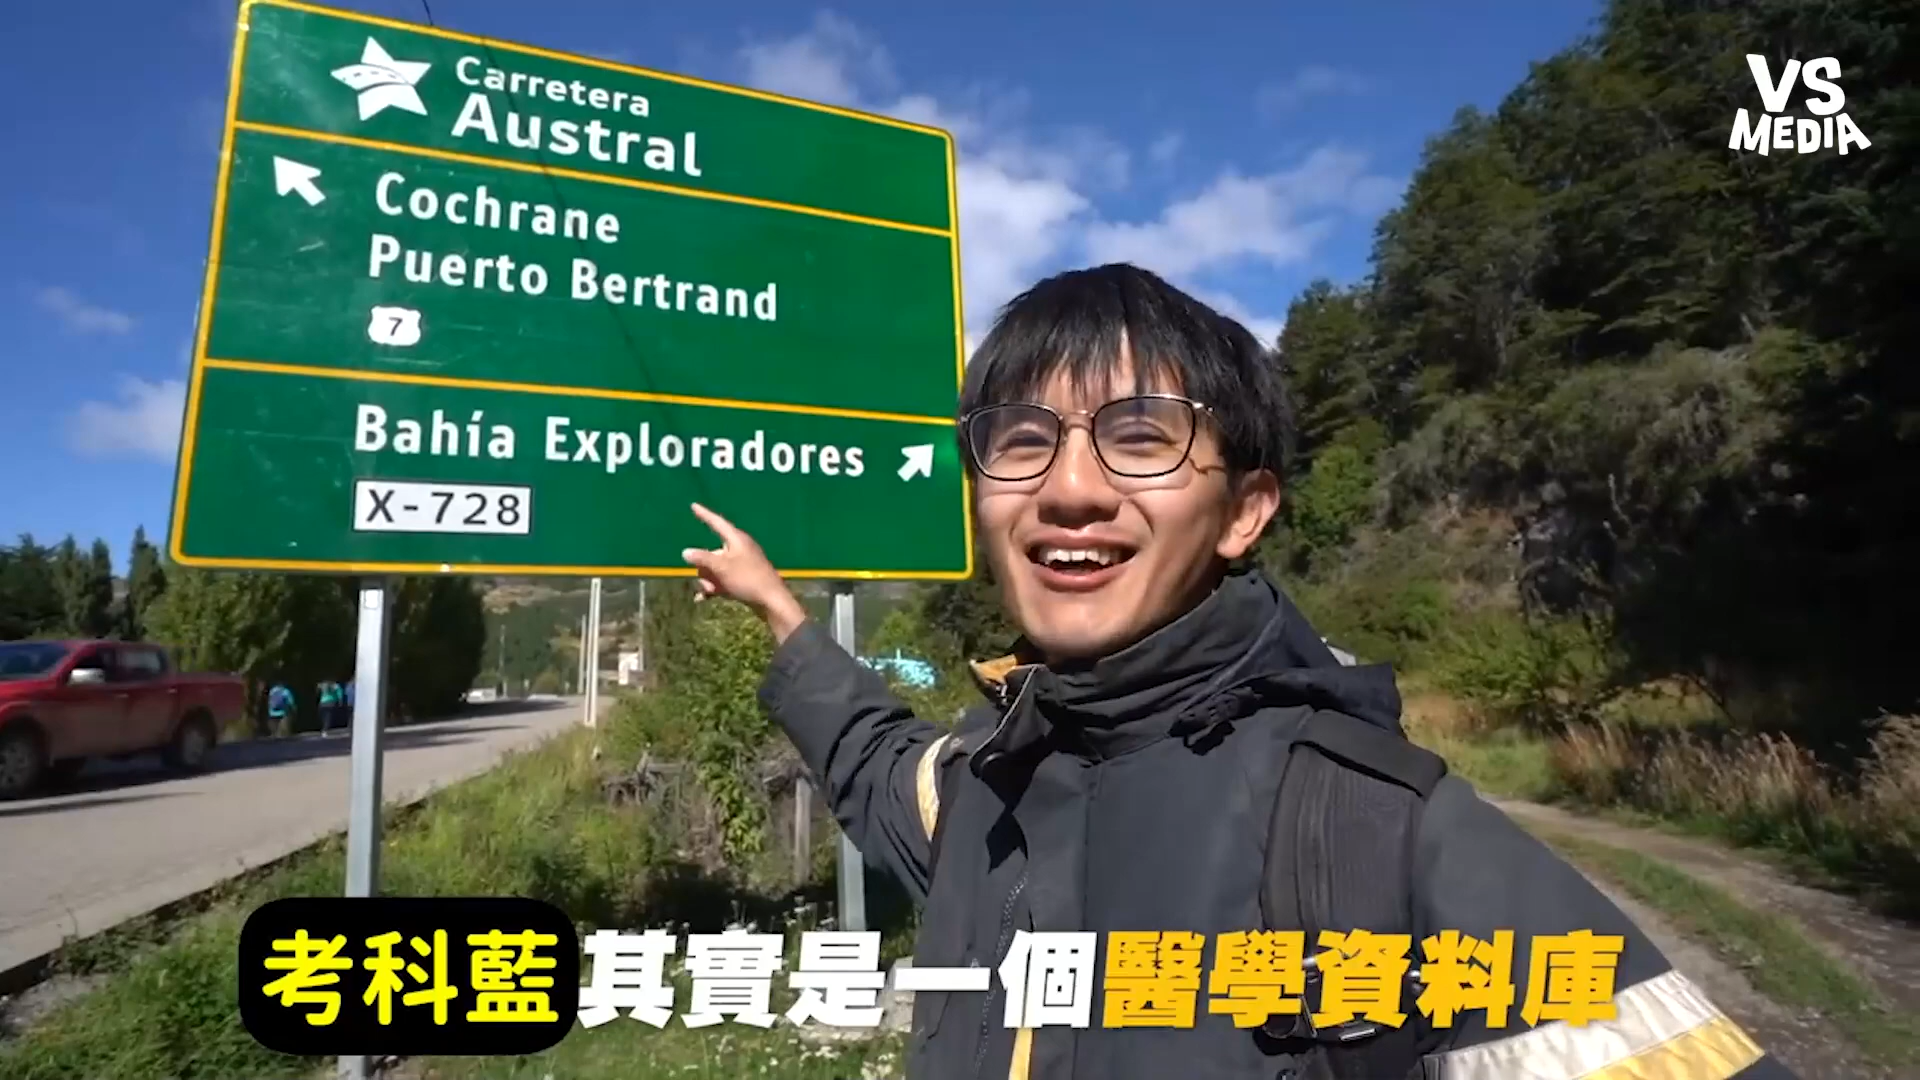 Carretera
Austral
Cochrane
Puerto Bertrand
7
Bahía Exploradores
X-728
VS
MEDIA
考科藍其實是一個醫學資料庫